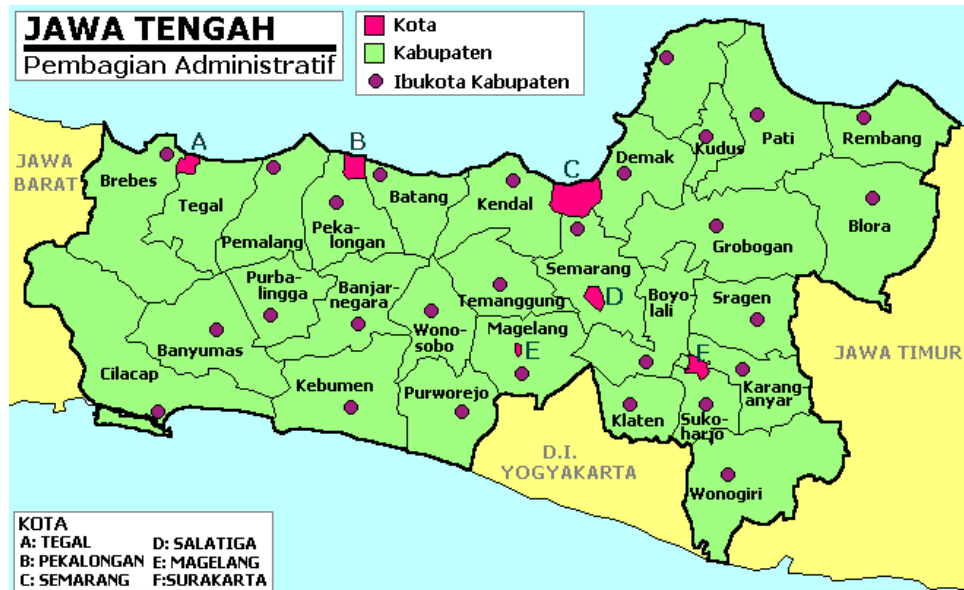 JAWA TENGAH
Pembagian Administratif
Kota
Kabupaten
Ibukota Kabupaten
JAWA
BARAT
A
B
C
Brebes
Tegal
Pemalang
Peka-
longan
Batang
Kendal
Demak
Kudus
Pati
Rembang
Blora
Grobogan
Semarang
D
Boyo-
lali
Sragen
Purba-
lingga
Banjar-
negara
Temanggung
Wono-
sobo
Magelang
E
Banyumas
Cilacap
Kebumen
Purworejo
F
Karang-
anyar
Klaten
Suko-
harjo
Wonogiri
JAWA TIMUR
D.I.
YOGYAKARTA
KOTA
A: TEGAL
B: PEKALONGAN
C: SEMARANG
D: SALATIGA
E: MAGELANG
F:SURAKARTA